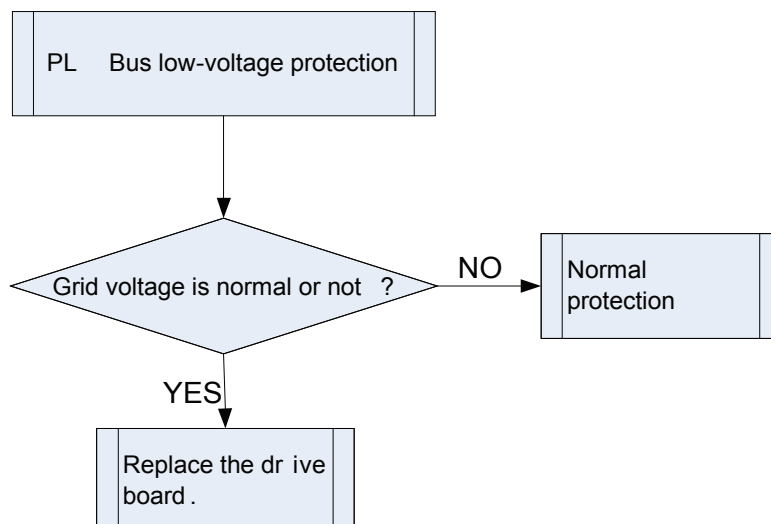 PL Bus low-voltage protection
Grid voltage is normal or not ?
NO
Normal
protection
YES
Replace the dr ive
board .